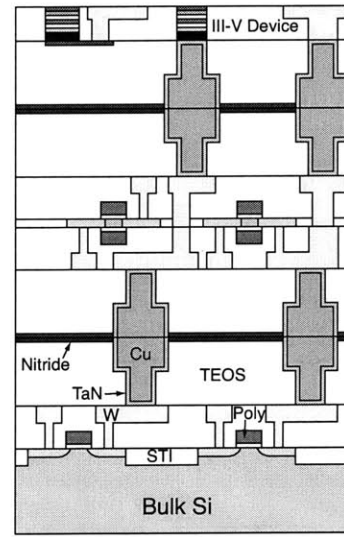 III-V Device
Cu
Nitride
TaN
TEOS
W
Poly
STI
Bulk Si